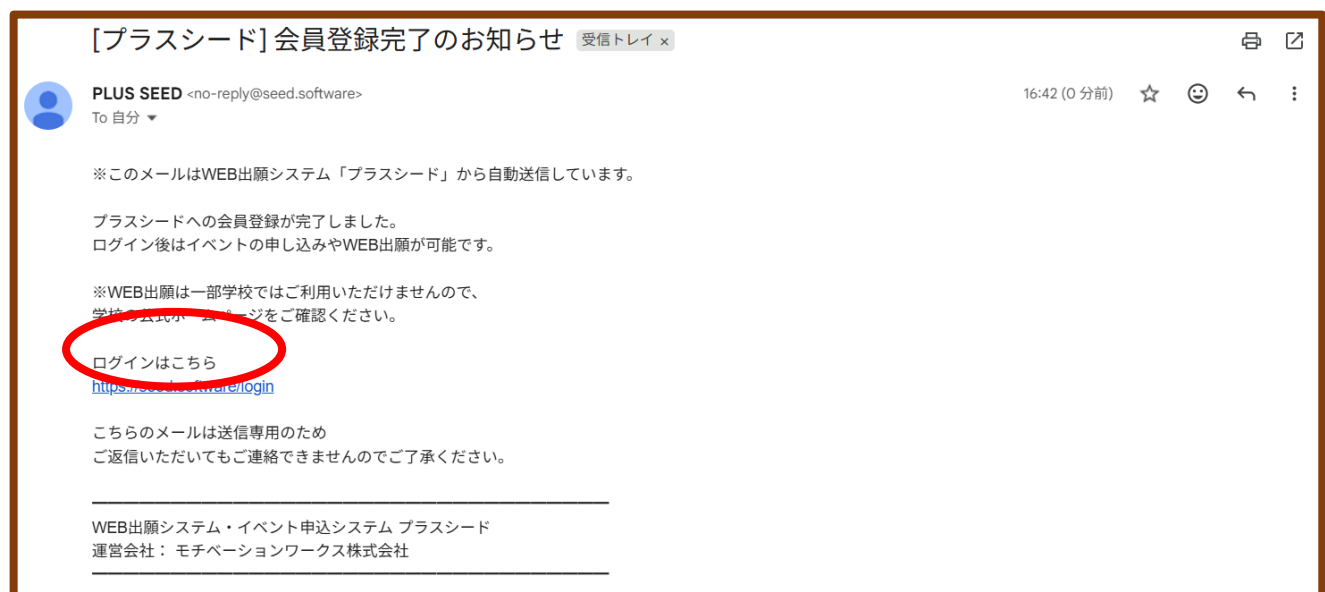 [プラスシード] 会員登録完了のお知らせ 受信トレイ ×
PLUS SEED <no-reply@seed.software>
16:42 (0 分前)
To 自分
※このメールはWEB出願システム「プラスシード」から自動送信しています。
プラスシードへの会員登録が完了しました。
ログイン後はイベントの申し込みやWEB出願が可能です。
※WEB出願は一部学校ではご利用いただけませんので、
学校の公式ホームページをご確認ください。
ログインはこちら
https://seed.software/login
こちらのメールは送信専用のため
ご返信いただいてもご連絡できませんのでご了承ください。
WEB出願システム・イベント申込システム プラスシード
運営会社： モチベーションワークス株式会社